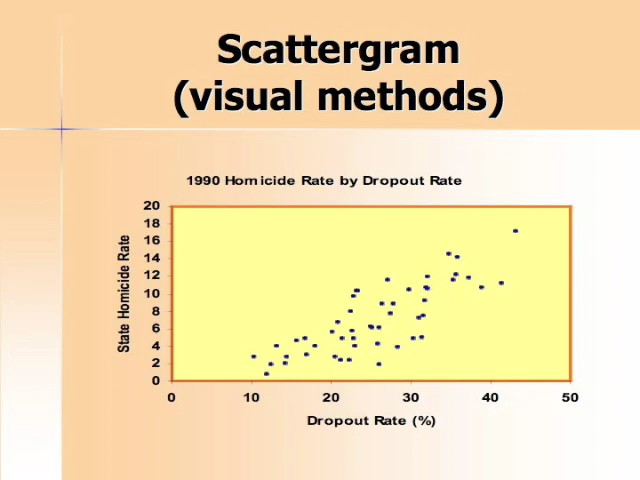 Scattergram
(visual methods)
1990 Homicide Rate by Dropout Rate
State Homicide Rate
20
18
16
14
12
10
8
6
4
2
0
0 10 20 30 40 50
Dropout Rate (%)